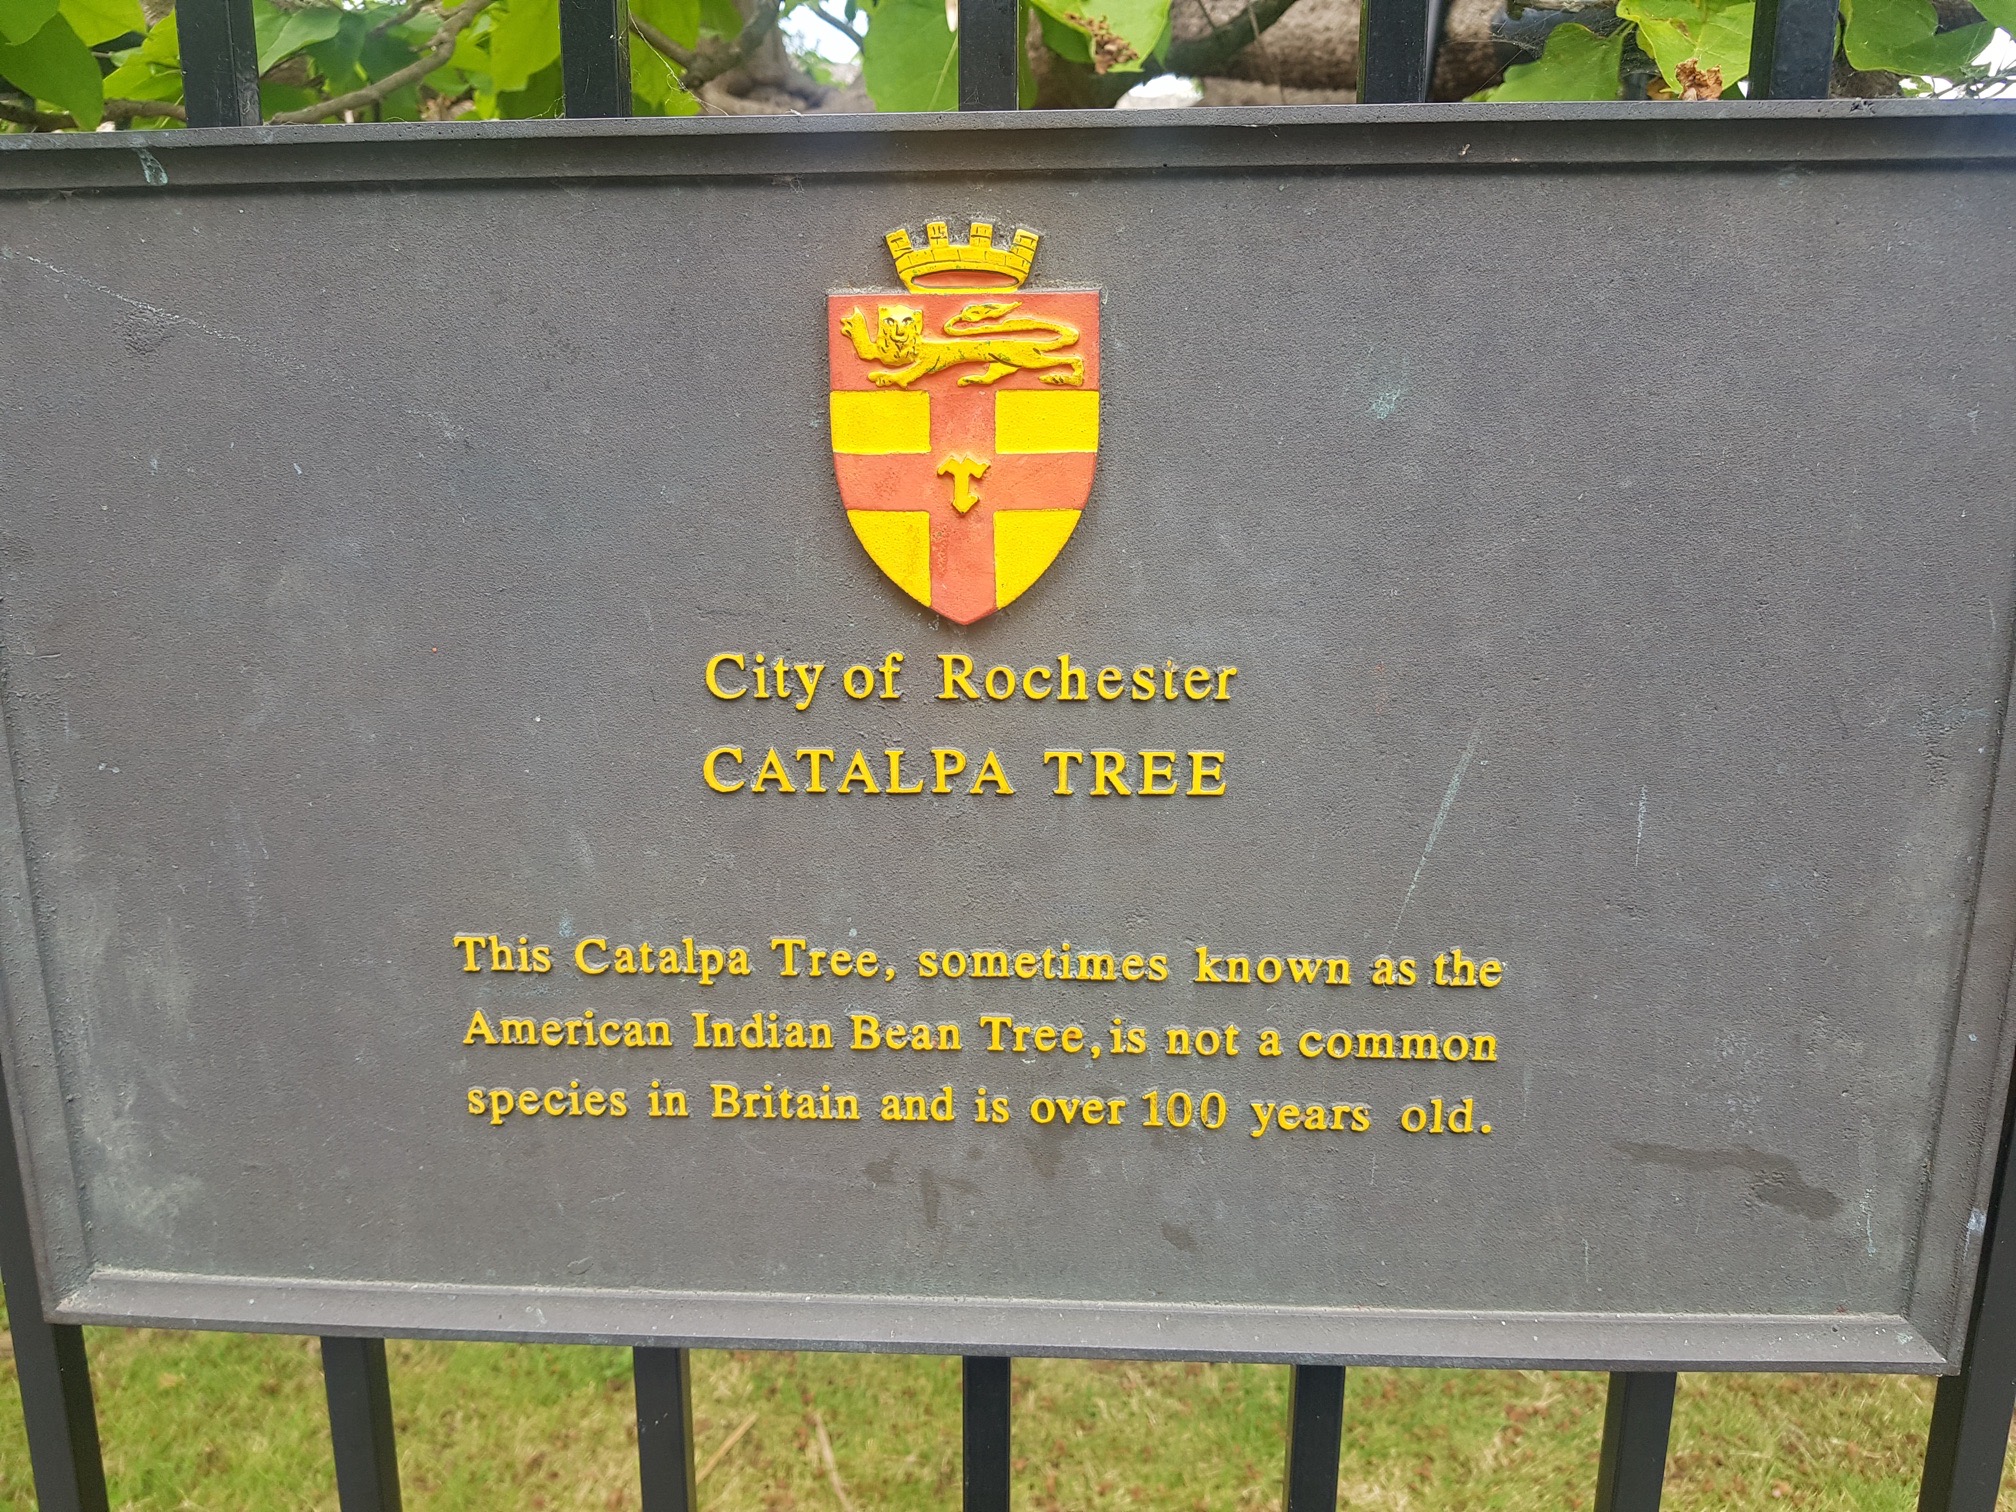 City of Rochester
CATALPA TREE
This Catalpa Tree, sometimes known as the
American Indian Bean Tree, is not a common
species in Britain and is over 100 years old.